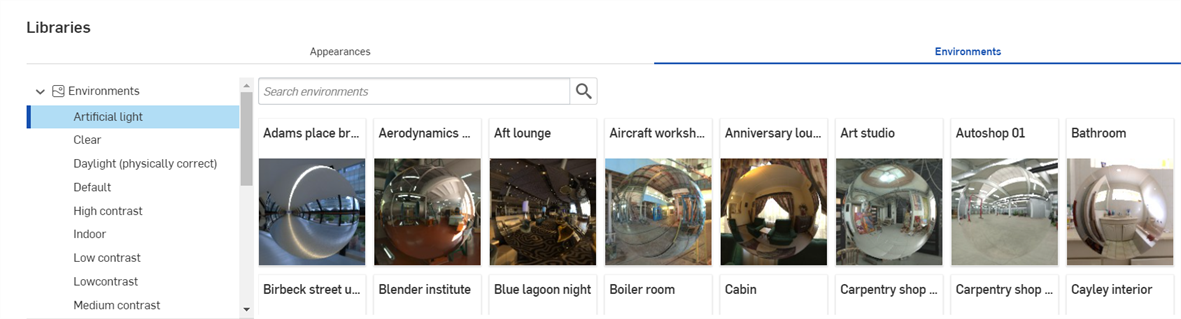 Libraries
Appearances
Environments
Environments
Artificial light
Clear
Daylight (physically correct)
Default
High contrast
Indoor
Low contrast
Lowcontrast
Medium contrast
Search environments
Adams place br...
Aerodynamics ...
Aft lounge
Aircraft worksh...
Anniversary lou...
Art studio
Autoshop 01
Bathroom
Birbeck street u...
Blender institute
Blue lagoon night
Boiler room
Cabin
Carpentry shop ...
Carpentry shop ...
Cayley interior